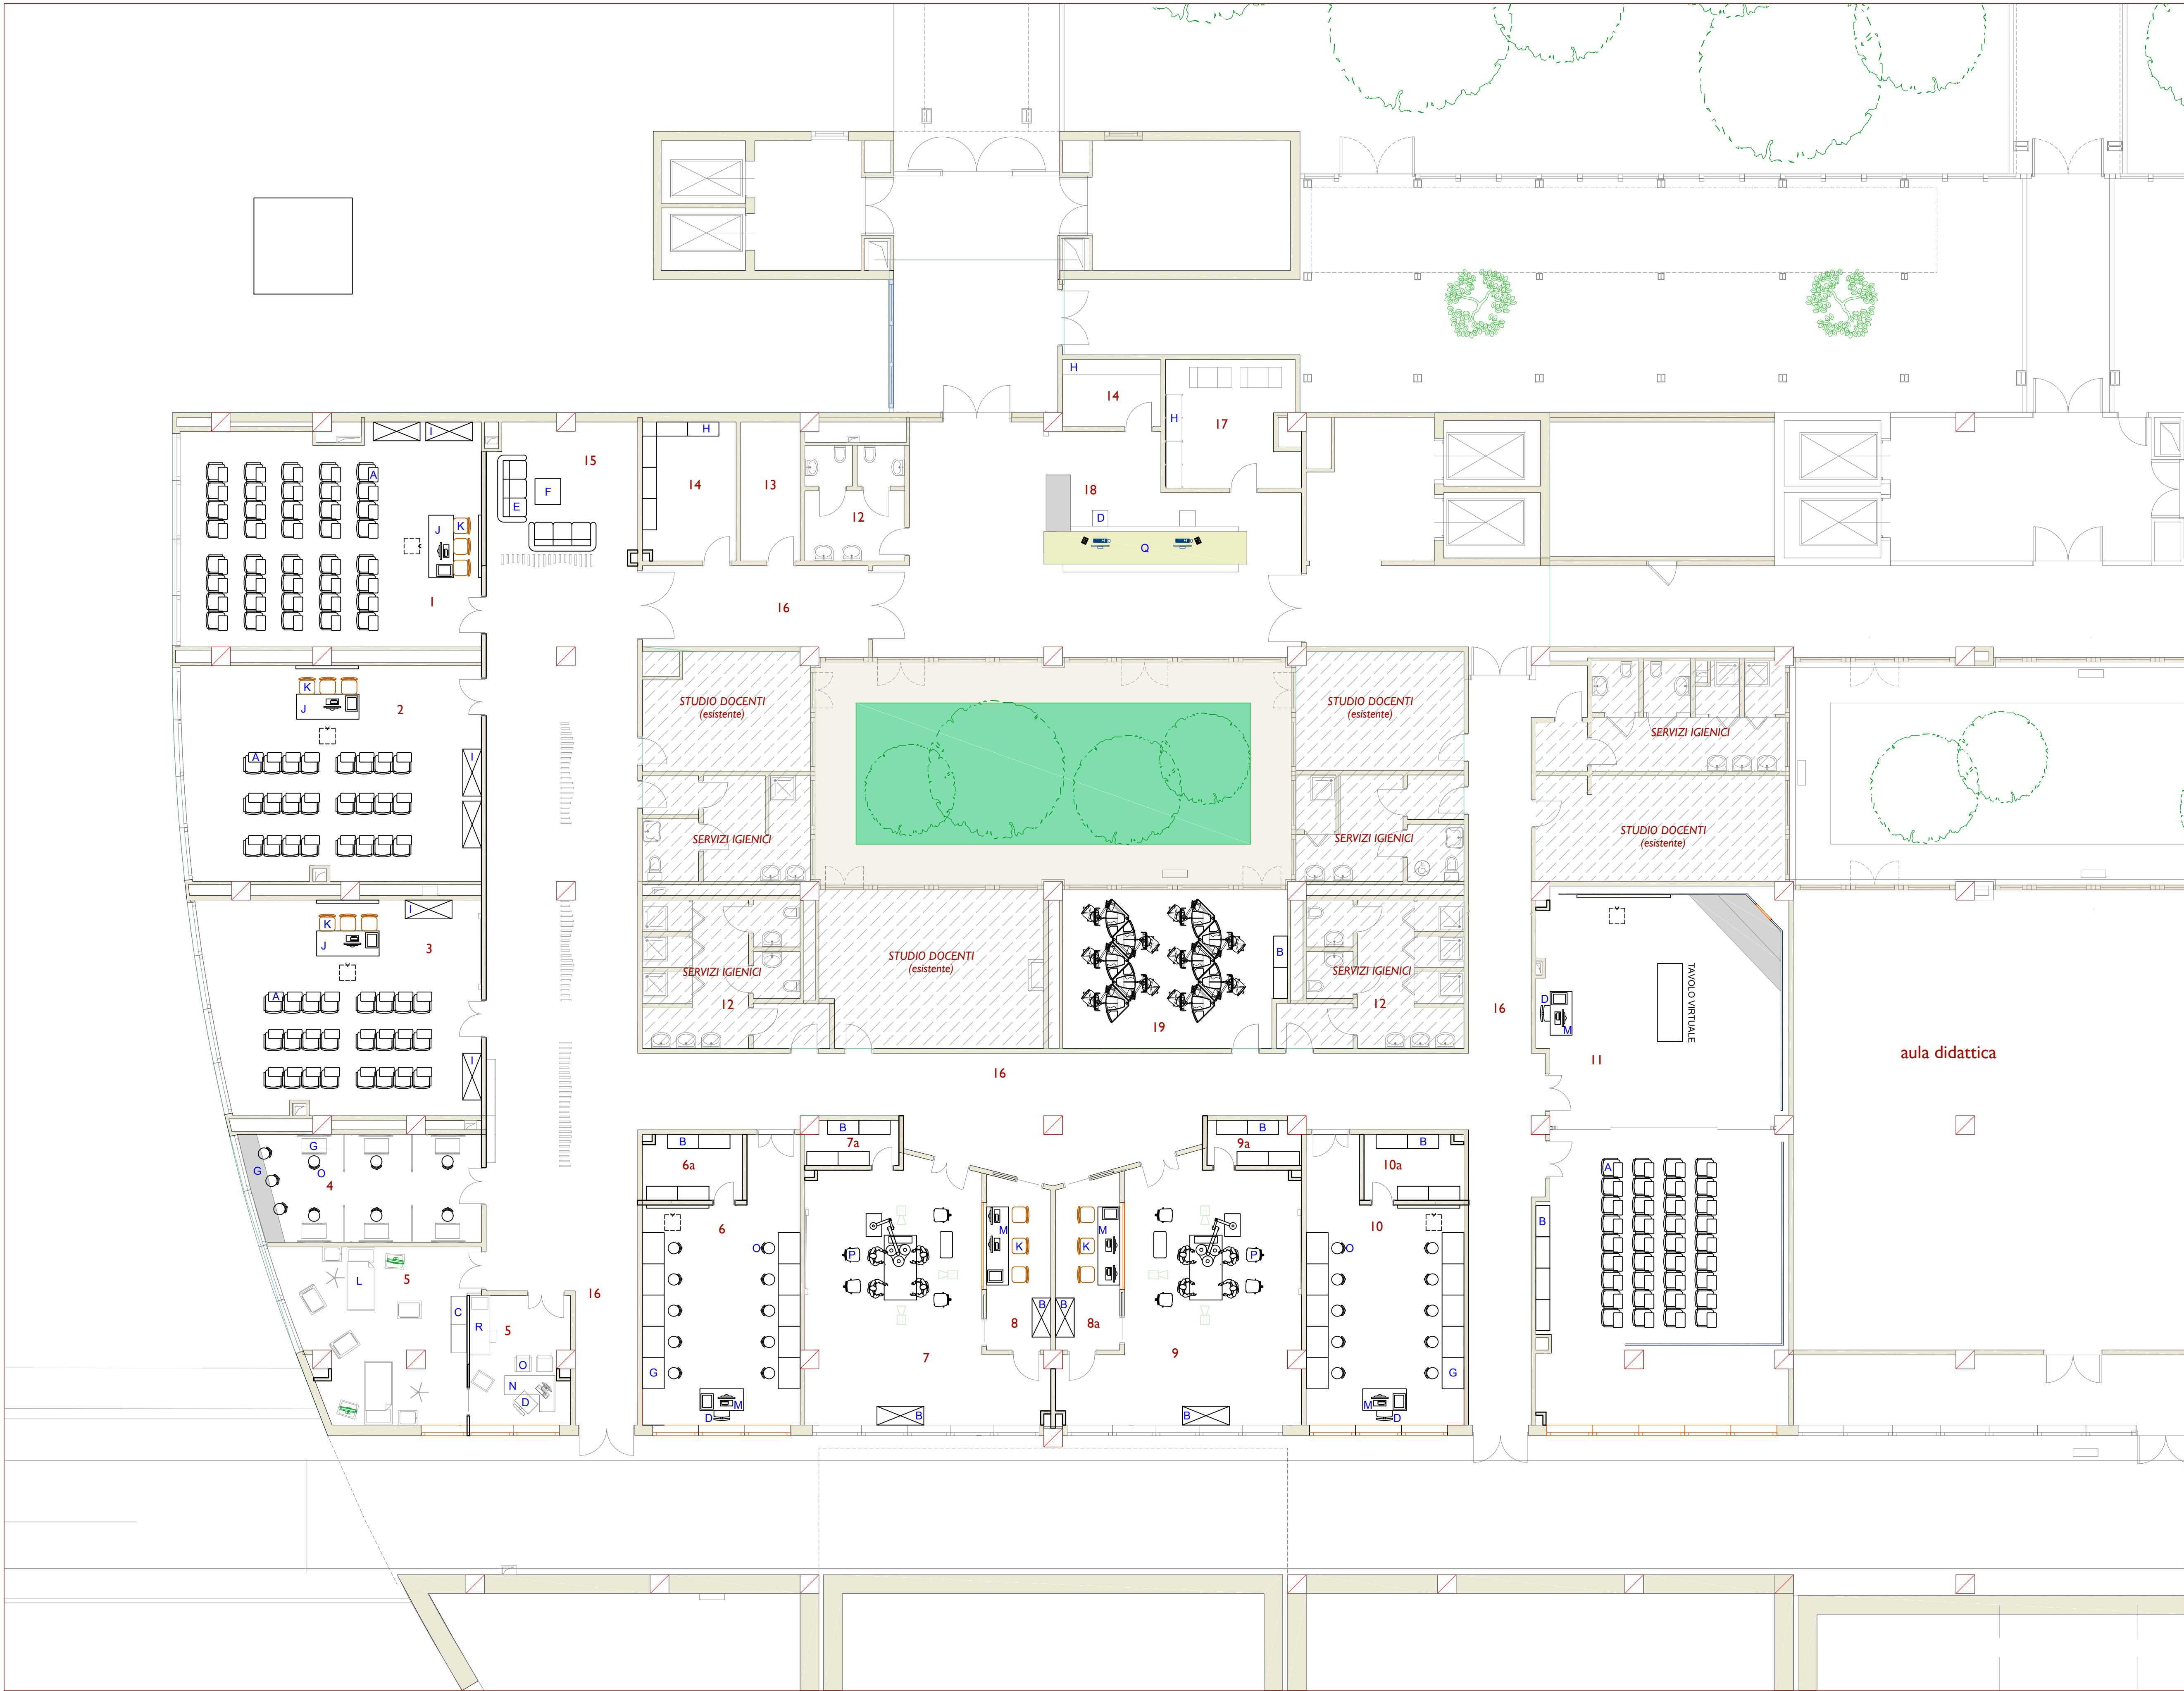 H
14
H
17
I
H
15
A
F
E
14
13
18
J
K
12
D
Q
1
16
K
J
2
STUDIO DOCENTI
(esistente)
STUDIO DOCENTI
(esistente)
SERVIZI IGIENICI
A
I
SERVIZI IGIENICI
SERVIZI IGIENICI
STUDIO DOCENTI
(esistente)
I
K
J
3
B
STUDIO DOCENTI
(esistente)
SERVIZI IGIENICI
SERVIZI IGIENICI
A
12
12
16
D
M
TAVOLO VIRTUALE
19
I
11
aula didattica
16
B
B
B
B
G
7a
9a
G
O
4
6a
10a
A
6
10
B
M
M
O
K
K
O
P
P
5
L
16
C
R
5
B
B
8
8a
7
9
O
N
D
G
G
M
D
B
B
M
D